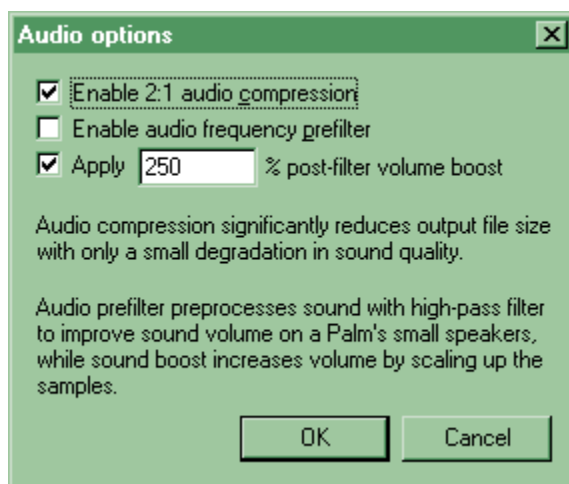 Audio options
Enable 2:1 audio compression
Enable audio frequency prefilter
Apply 250 % post-filter volume boost
Audio compression significantly reduces output file size
with only a small degradation in sound quality.
Audio prefilter preprocesses sound with high-pass filter
to improve sound volume on a Palm's small speakers,
while sound boost increases volume by scaling up the
samples.
OK Cancel